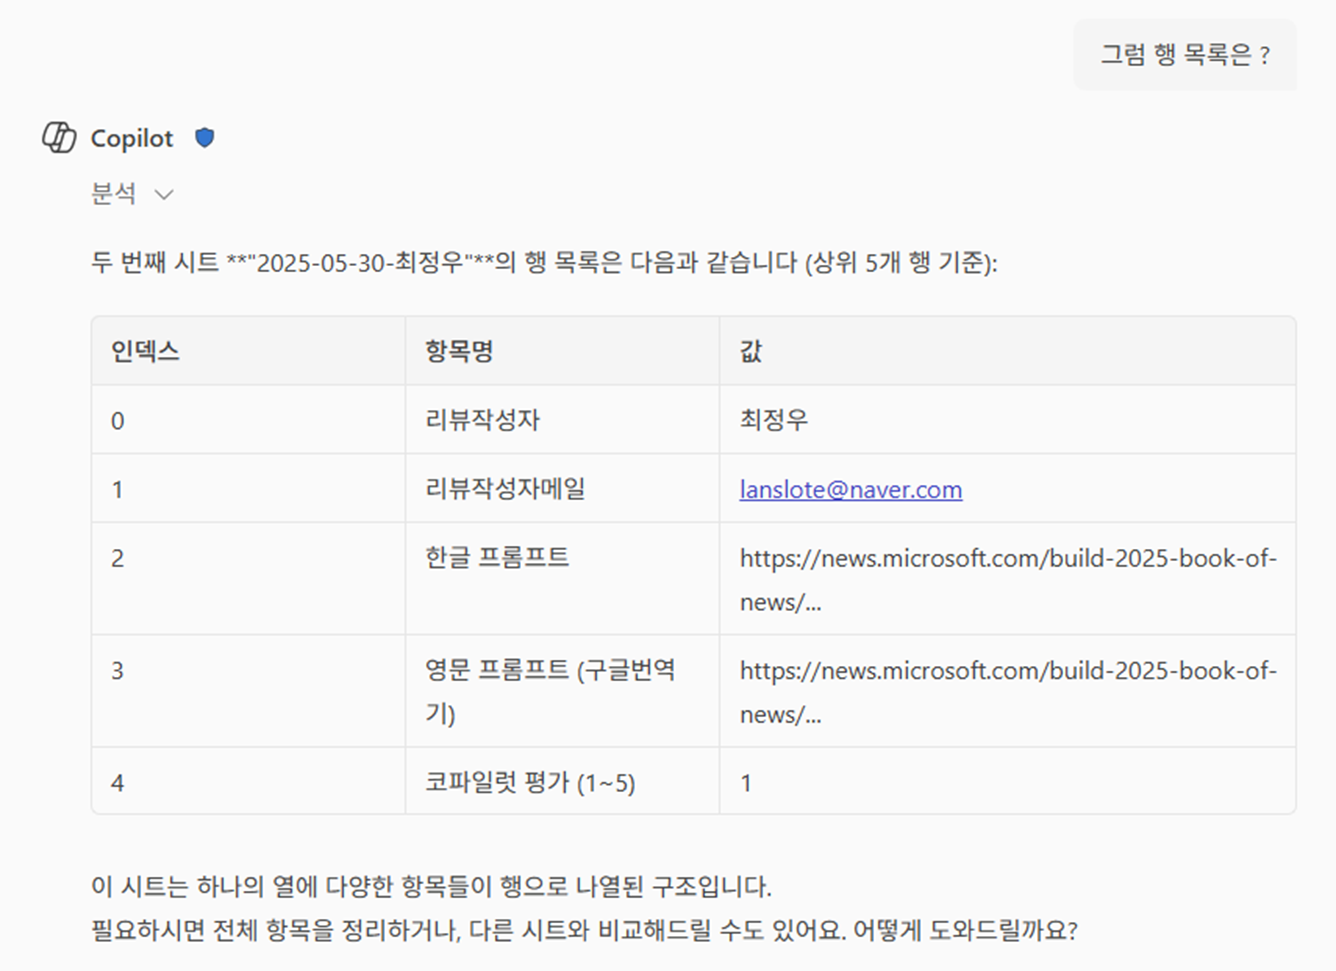 그럼 행 목록은 ?
Copilot
분석
두 번째 시트 **"2025-05-30-최정우"**의 행 목록은 다음과 같습니다 (상위 5개 행 기준):
인덱스 항목명 값
0 리뷰작성자 최정우
1 리뷰작성자메일 lanslote@naver.com
2 한글 프롬프트 https://news.microsoft.com/build-2025-book-of-
news/...
3 영문 프롬프트 (구글번역 https://news.microsoft.com/build-2025-book-of-
기) news/...
4 코파일럿 평가 (1~5) 1
이 시트는 하나의 열에 다양한 항목들이 행으로 나열된 구조입니다.
필요하시면 전체 항목을 정리하거나, 다른 시트와 비교해드릴 수도 있어요. 어떻게 도와드릴까요?